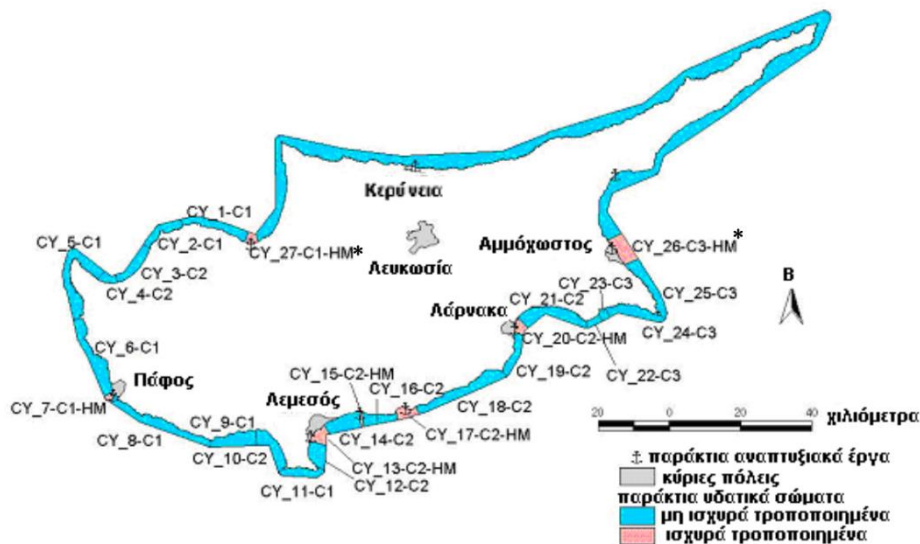 Κερύνεια
CY_1-C1
CY_5-C1
CY_2-C1
CY_27-C1-HM*
Λευκωσία
Αμμόχωστος
CY_26-C3-HM*
CY_3-C2
CY_4-C2
CY_23-C3
CY_21-C2
CY_25-C3
Β
Λάρνακα
CY_24-C3
CY_20-C2-HM
CY_6-C1
CY_15-C2-HM
CY_22-C3
Πάφος
CY_16-C2
CY_19-C2
Λεμεσός
CY_7-C1-HM
CY_18-C2
CY_9-C1
CY_8-C1
CY_17-C2-HM
CY_14-C2
CY_10-C2
CY_13-C2-HM
CY_11-C1
CY_12-C2
20 0 20 40 χιλιόμετρα
παράκτια αναπτυξιακά έργα
κύριες πόλεις
παράκτια υδατικά σώματα
μη ισχυρά τροποποιημένα
ισχυρά τροποποιημένα